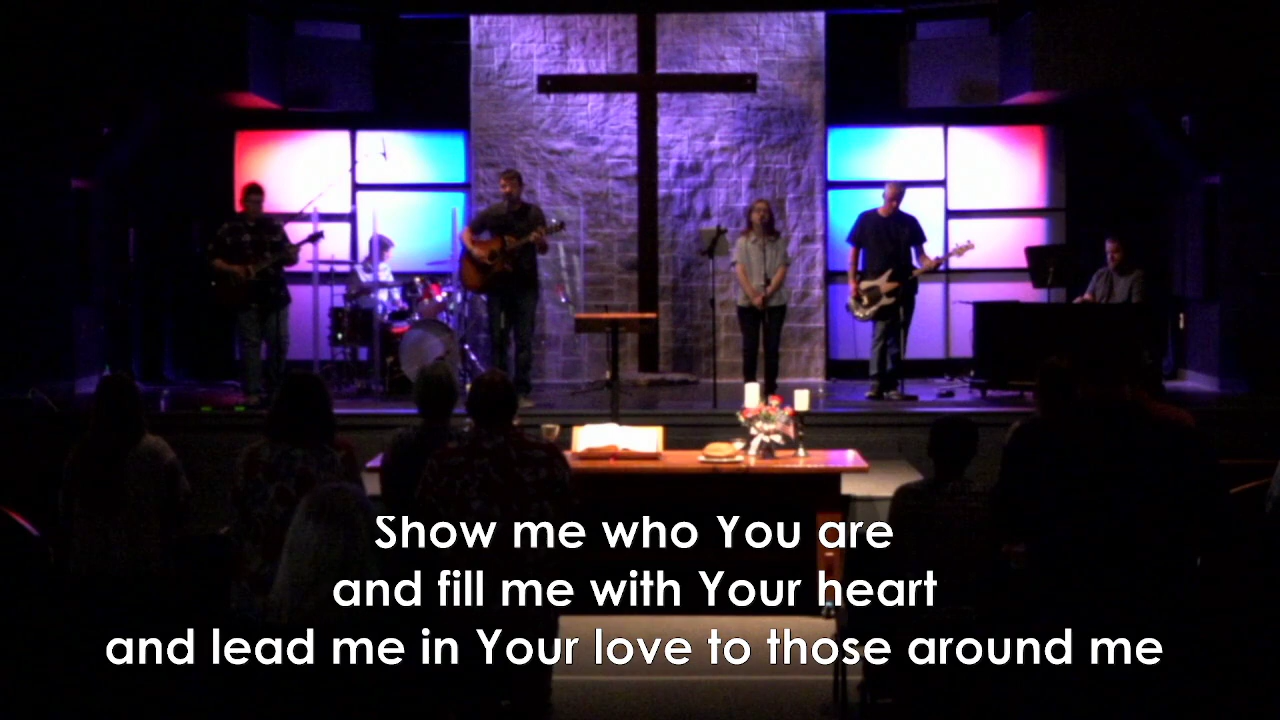 Show me who You are
and fill me with Your heart
and lead me in Your love to those around me